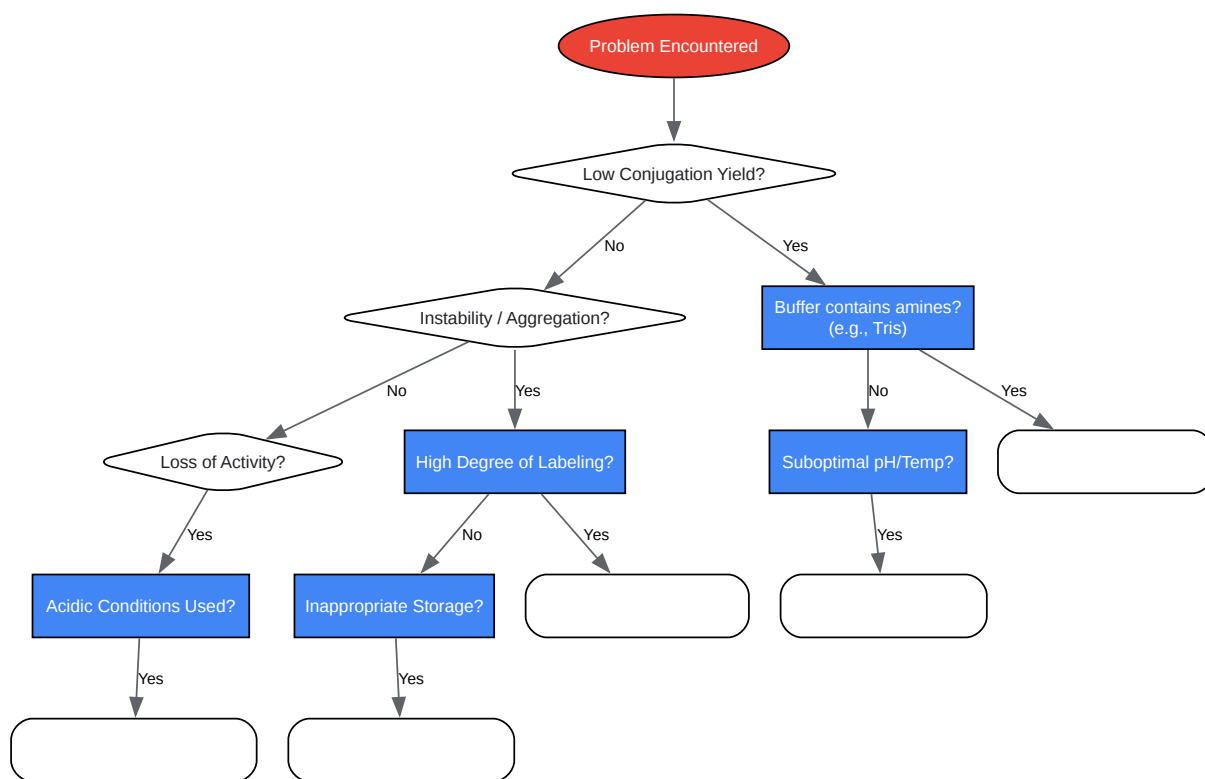 Problem Encountered
Low Conjugation Yield?
No
Yes
Instability / Aggregation?
Buffer contains amines?
(e.g., Tris)
No
Yes
No
Yes
Loss of Activity?
High Degree of Labeling?
Suboptimal pH/Temp?
Yes
No
Yes
Yes
Acidic Conditions Used?
Inappropriate Storage?
Yes
Yes